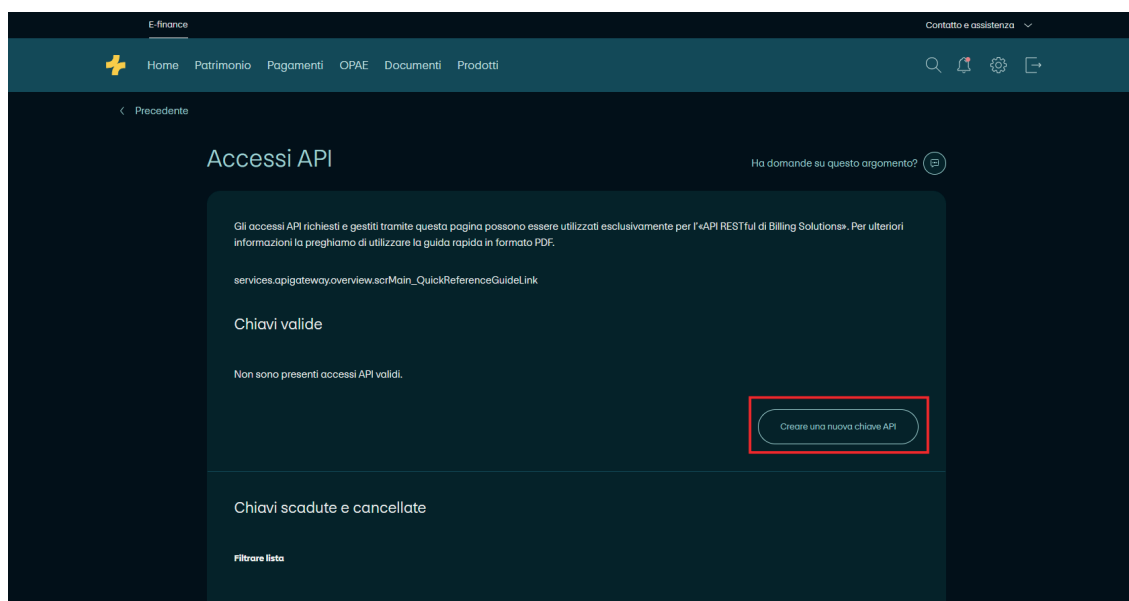 E-finance
Contatto e assistenza
Home Patrimonio Pagamenti OPAE Documenti Prodotti
Precedente
Accessi API
Ha domande su questo argomento?
Gli accessi API richiesti e gestiti tramite questa pagina possono essere utilizzati esclusivamente per l'«API RESTful di Billing Solutions». Per ulteriori
informazioni la preghiamo di utilizzare la guida rapida in formato PDF.
services.apigateway.overview.scrMain_QuickReferenceGuideLink
Chiavi valide
Non sono presenti accessi API validi.
Creare una nuova chiave API
Chiavi scadute e cancellate
Filtrare lista